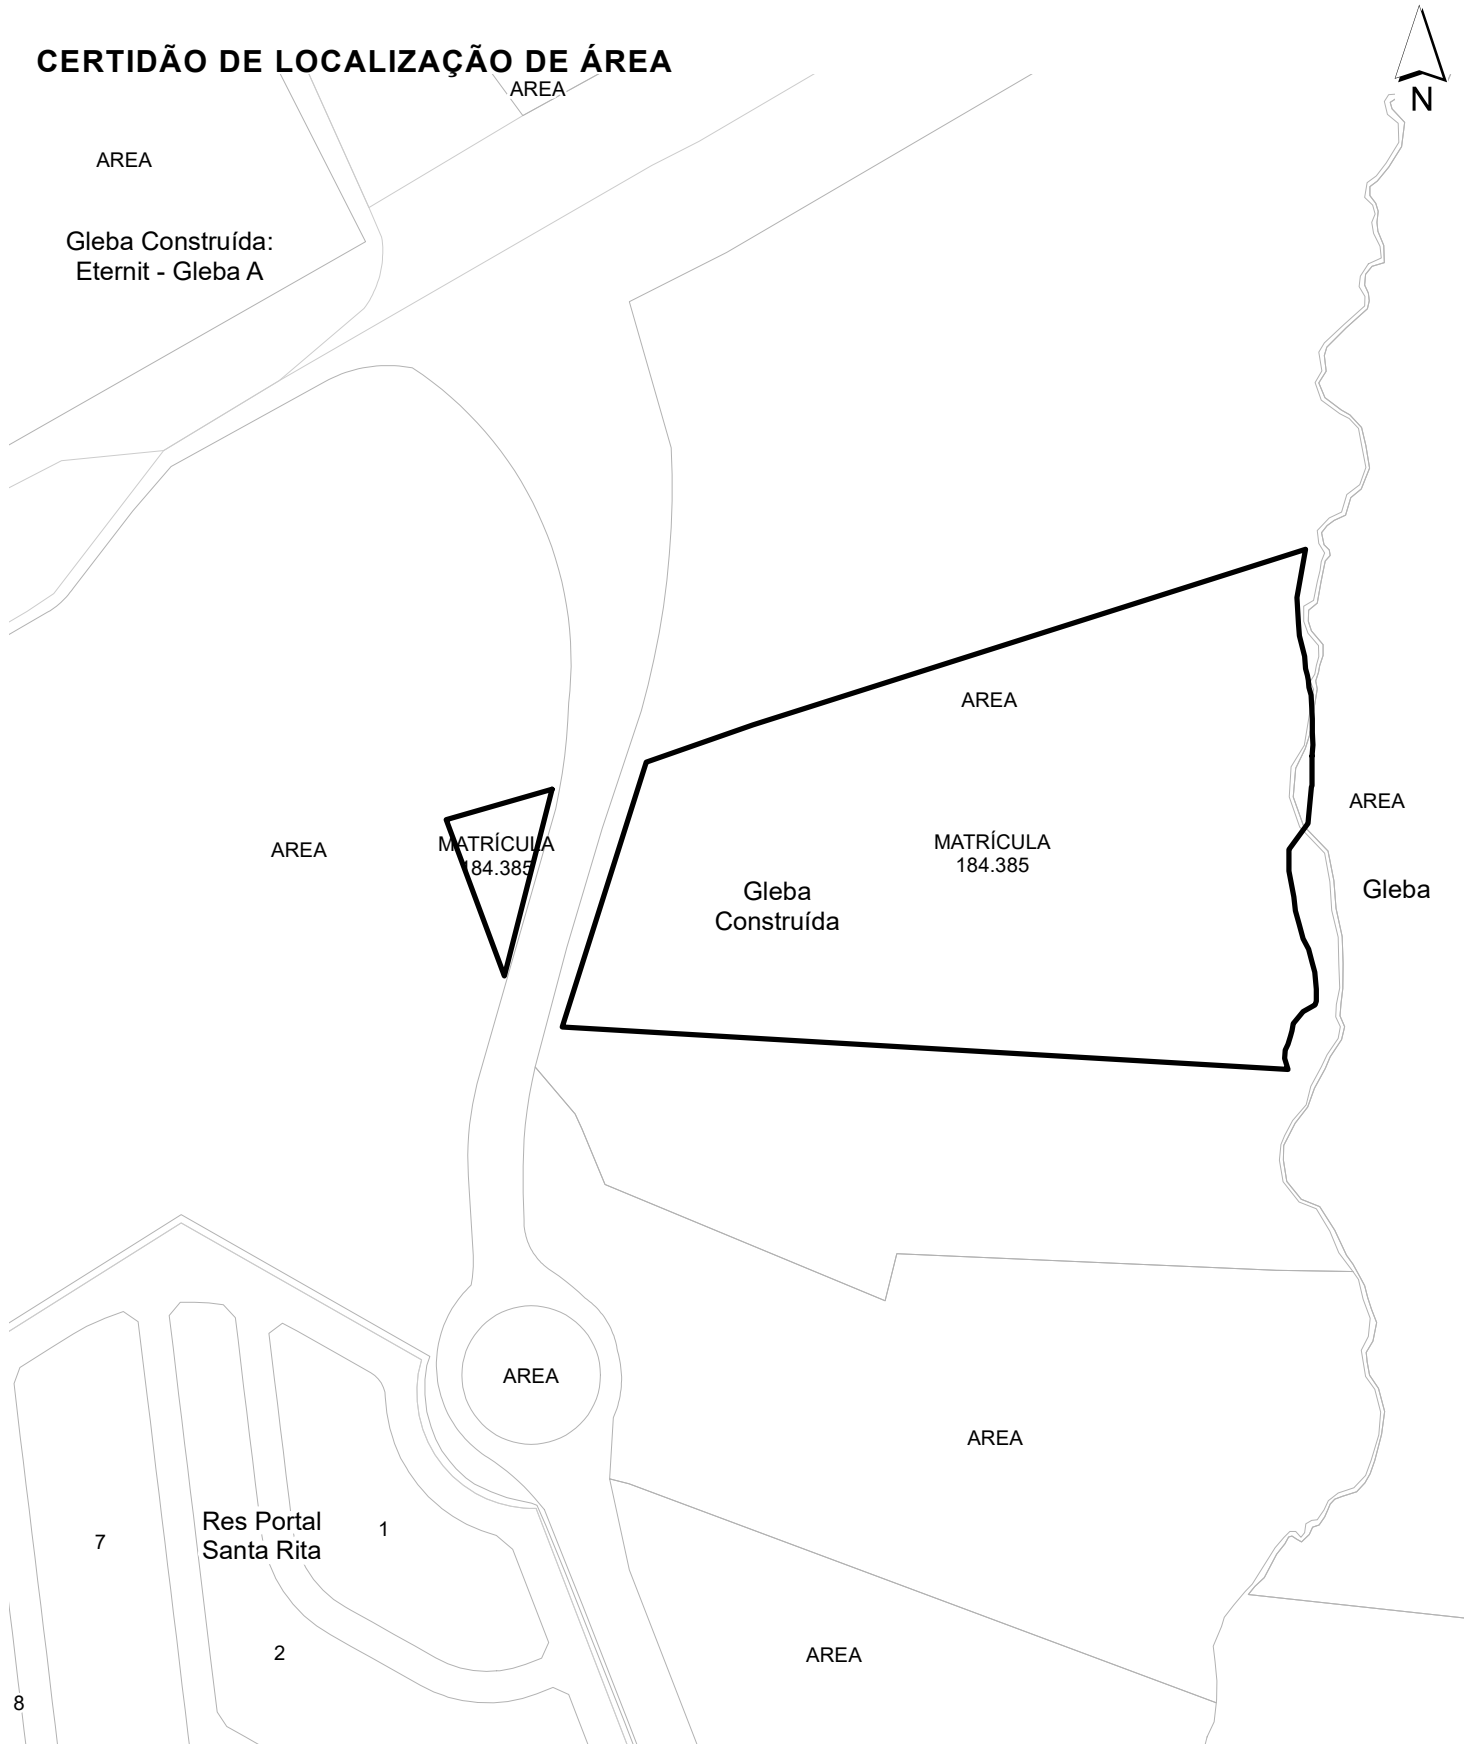 CERTIDÃO DE LOCALIZAÇÃO DE ÁREA
N
AREA
AREA
Gleba Construída:
Eternit - Gleba A
AREA
AREA
MATRÍCULA
184.385
AREA
MATRÍCULA
184.385
Gleba
Construída
AREA
Gleba
AREA
AREA
Res Portal
Santa Rita
1
7
2
AREA
8